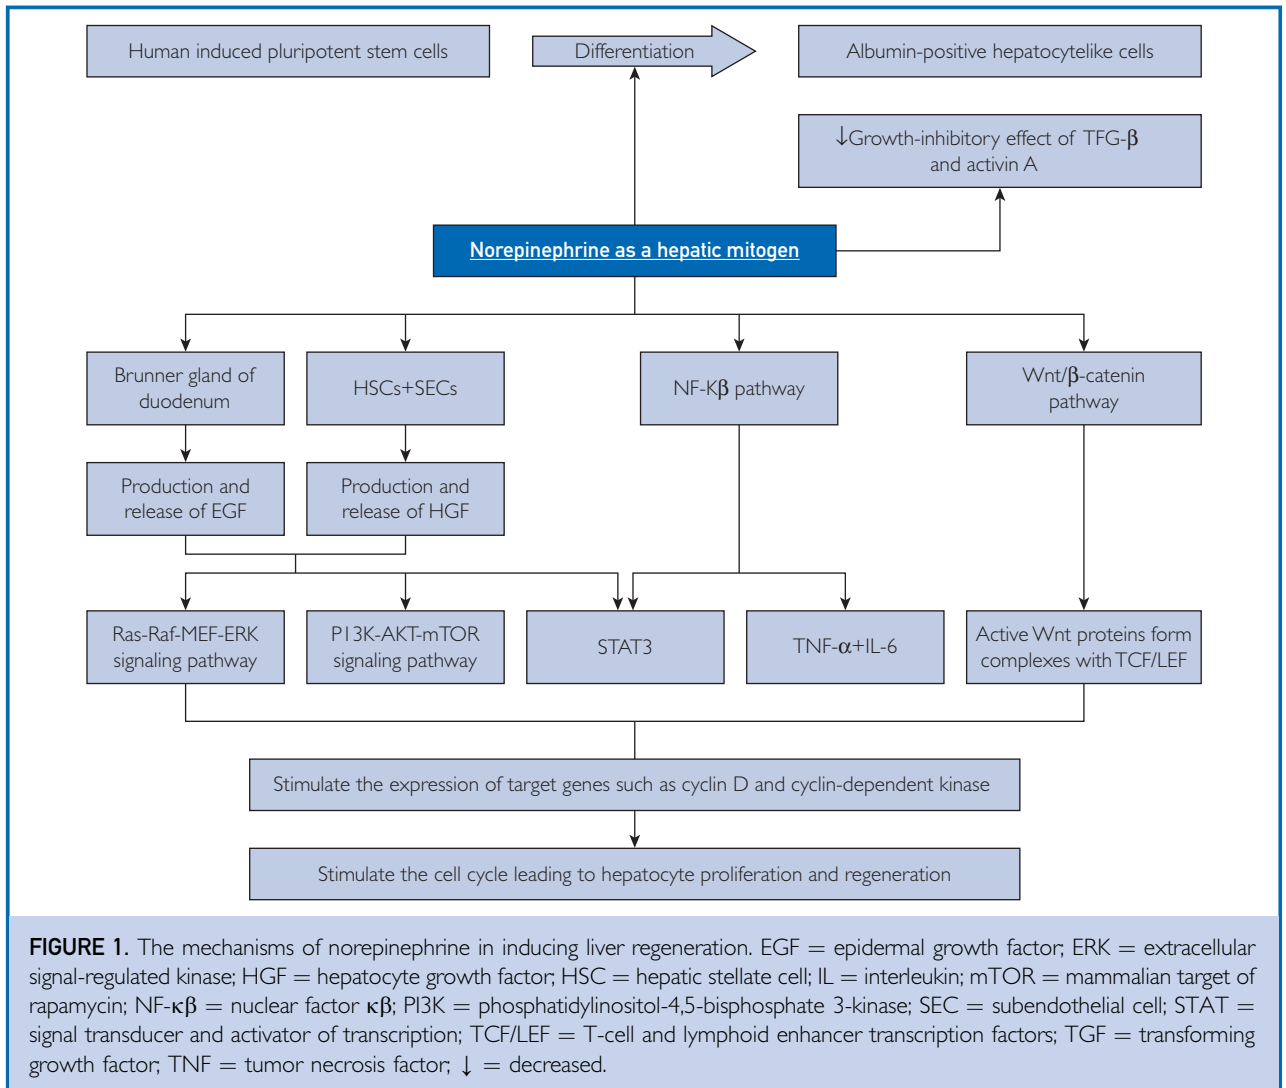 Human induced pluripotent stem cells
Differentiation
Albumin-positive hepatocytelike cells
↓Growth-inhibitory effect of TFG-β
and activin A
Norepinephrine as a hepatic mitogen
Brunner gland of
duodenum
HSCs+SECs
NF-Kβ pathway
Wnt/β-catenin
pathway
Production and
release of EGF
Production and
release of HGF
Ras-Raf-MEF-ERK
signaling pathway
PI3K-AKT-mTOR
signaling pathway
STAT3
TNF-α+IL-6
Active Wnt proteins form
complexes with TCF/LEF
Stimulate the expression of target genes such as cyclin D and cyclin-dependent kinase
Stimulate the cell cycle leading to hepatocyte proliferation and regeneration
FIGURE 1. The mechanisms of norepinephrine in inducing liver regeneration. EGF = epidermal growth factor; ERK = extracellular
signal-regulated kinase; HGF = hepatocyte growth factor; HSC = hepatic stellate cell; IL = interleukin; mTOR = mammalian target of
rapamycin; NF-κβ = nuclear factor κβ; PI3K = phosphatidylinositol-4,5-bisphosphate 3-kinase; SEC = subendothelial cell; STAT =
signal transducer and activator of transcription; TCF/LEF = T-cell and lymphoid enhancer transcription factors; TGF = transforming
growth factor; TNF = tumor necrosis factor; ↓ = decreased.